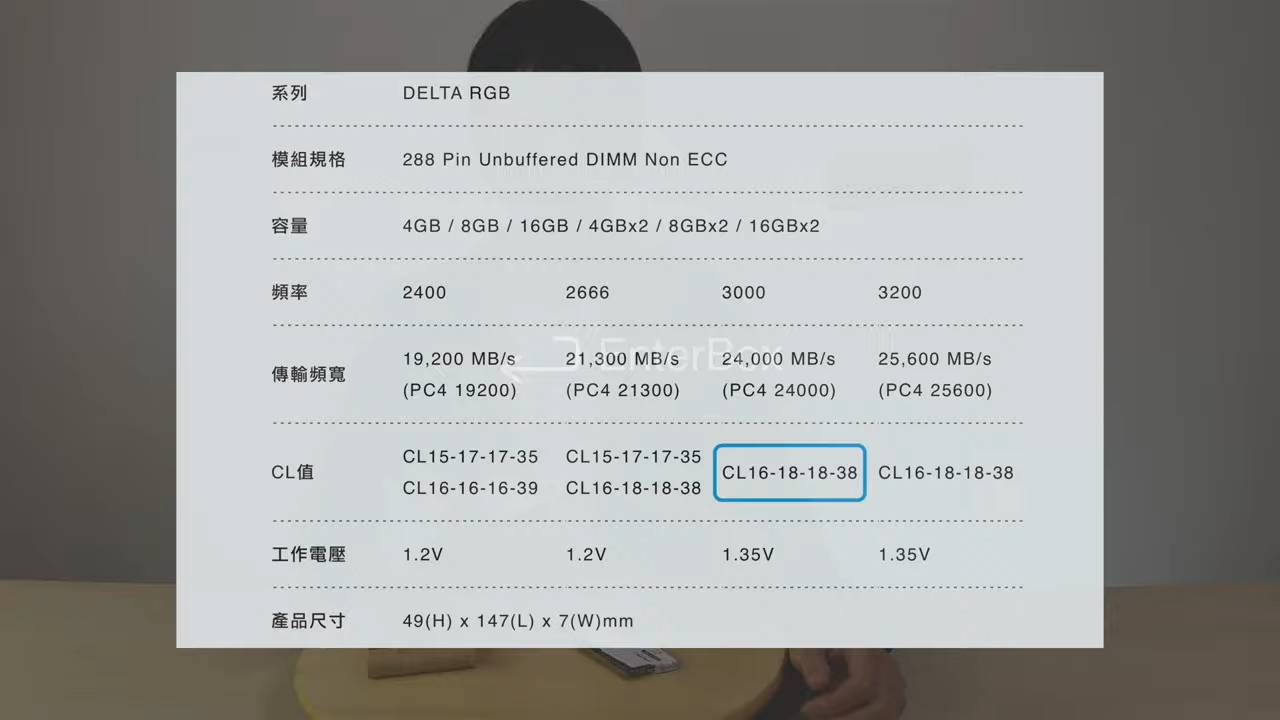 系列 DELTA RGB
模組規格 288 Pin Unbuffered DIMM Non ECC
容量 4GB / 8GB / 16GB / 4GBx2 / 8GBx2 / 16GBx2
頻率 2400 2666 3000 3200
傳輸頻寬 19,200 MB/s 21,300 MB/s 24,000 MB/s 25,600 MB/s
(PC4 19200) (PC4 21300) (PC4 24000) (PC4 25600)
EnterBox
CL值 CL15-17-17-35 CL15-17-17-35 CL16-18-18-38 CL16-18-18-38
CL16-16-16-39 CL16-18-18-38
工作電壓 1.2V 1.2V 1.35V 1.35V
產品尺寸 49(H) x 147(L) x 7(W)mm